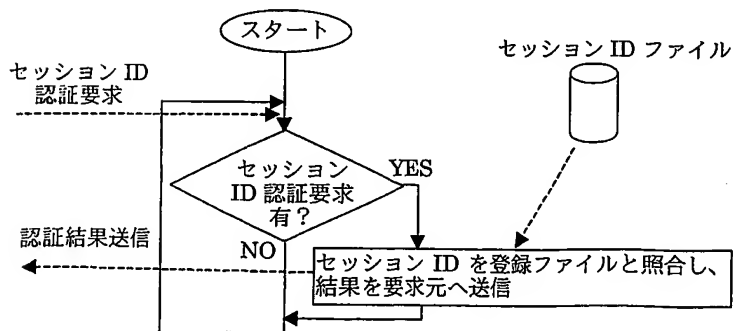 スタート
セッション ID ファイル
セッション ID
認証要求
セッション
ID 認証要求
有？
YES
認証結果送信
NO
セッション ID を登録ファイルと照合し、
結果を要求元へ送信